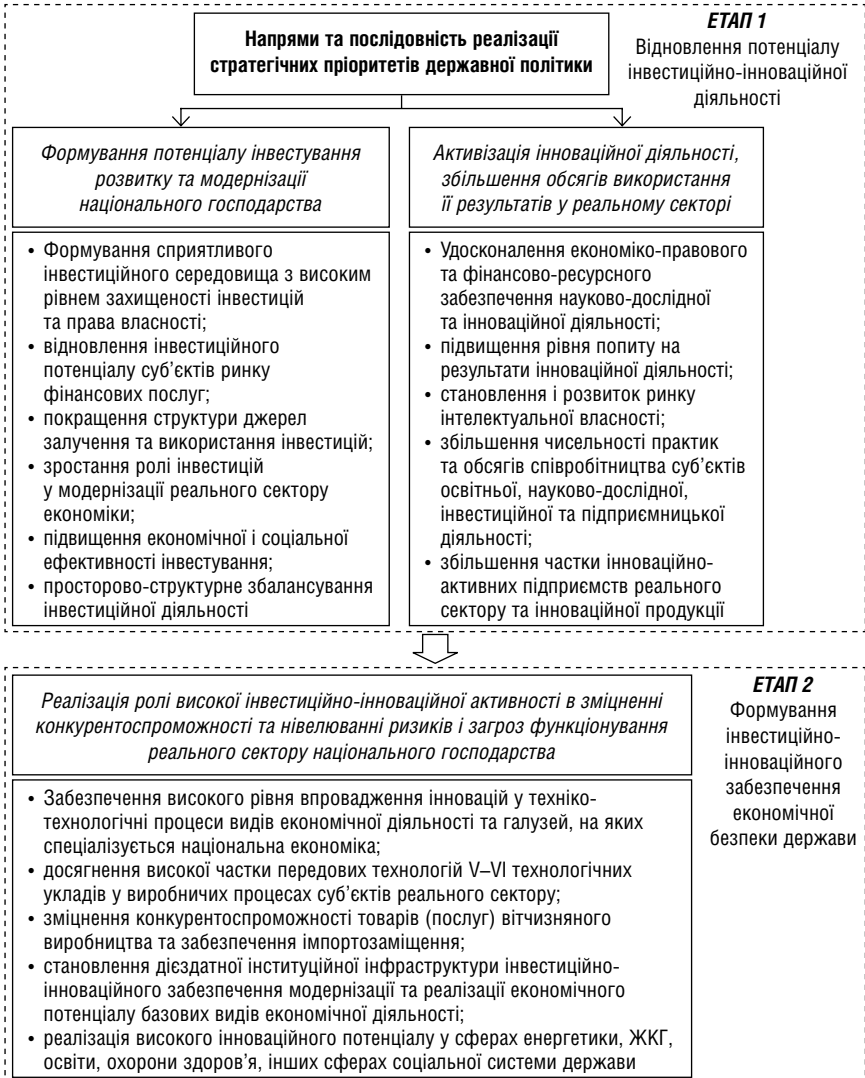 ЕТАП 1
Відновлення потенціалу
інвестиційно-інноваційної
діяльності
Напрями та послідовність реалізації
стратегічних пріоритетів державної політики
Формування потенціалу інвестування
розвитку та модернізації
національного господарства
• Формування сприятливого
інвестиційного середовища з високим
рівнем захищеності інвестицій
та права власності;
• відновлення інвестиційного
потенціалу суб’єктів ринку
фінансових послуг;
• покращення структури джерел
залучення та використання інвестицій;
• зростання ролі інвестицій
у модернізації реального сектору
економіки;
• підвищення економічної і соціальної
ефективності інвестування;
• просторово-структурне збалансування
інвестиційної діяльності
Активізація інноваційної діяльності,
збільшення обсягів використання
її результатів у реальному секторі
• Удосконалення економіко-правового
та фінансово-ресурсного
забезпечення науково-дослідної
та інноваційної діяльності;
• підвищення рівня попиту на
результати інноваційної діяльності;
• становлення і розвиток ринку
інтелектуальної власності;
• збільшення чисельності практик
та обсягів співробітництва суб’єктів
освітньої, науково-дослідної,
інвестиційної та підприємницької
діяльності;
• збільшення частки інноваційно-
активних підприємств реального
сектору та інноваційної продукції
ЕТАП 2
Формування
інвестиційно-
інноваційного
забезпечення
економічної
безпеки держави
Реалізація ролі високої інвестиційно-інноваційної активності в зміцненні
конкурентоспроможності та нівелюванні ризиків і загроз функціонування
реального сектору національного господарства
• Забезпечення високого рівня впровадження інновацій у техніко-
технологічні процеси видів економічної діяльності та галузей, на яких
спеціалізується національна економіка;
• досягнення високої частки передових технологій V–VI технологічних
укладів у виробничих процесах суб’єктів реального сектору;
• зміцнення конкурентоспроможності товарів (послуг) вітчизняного
виробництва та забезпечення імпортозаміщення;
• становлення дієздатної інституційної інфраструктури інвестиційно-
інноваційного забезпечення модернізації та реалізації економічного
потенціалу базових видів економічної діяльності;
• реалізація високого інноваційного потенціалу у сферах енергетики, ЖКГ,
освіти, охорони здоров’я, інших сферах соціальної системи держави